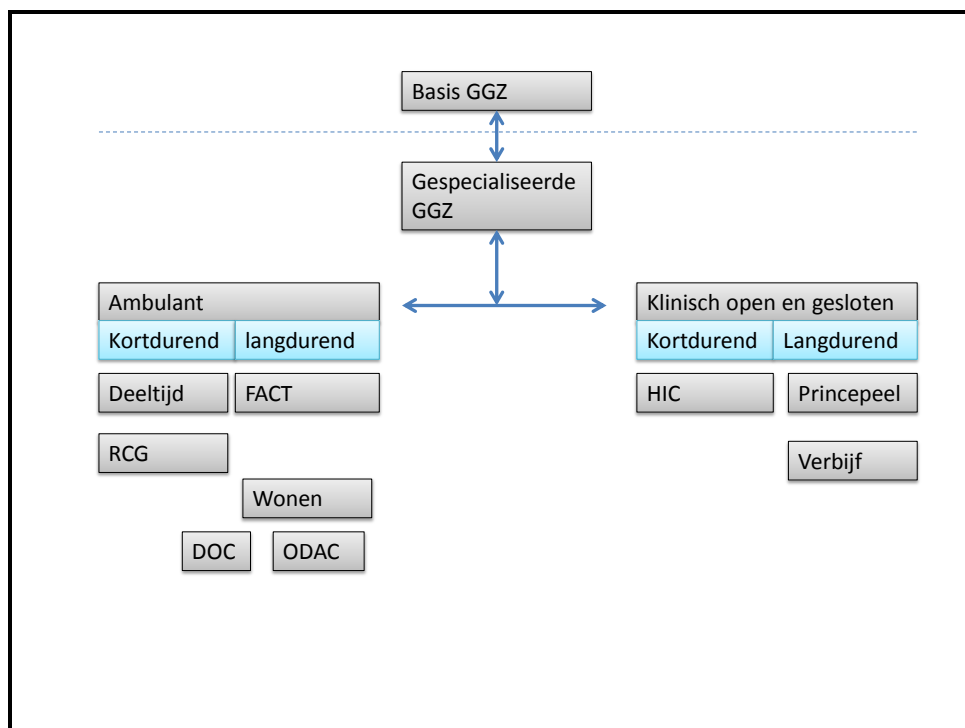 Basis GGZ
Gespecialiseerde
GGZ
Ambulant
Kortdurend langdurend
Deeltijd FACT
RCG
Wonen
DOC ODAC
Klinisch open en gesloten
Kortdurend Langdurend
HIC Princepeel
Verbijf